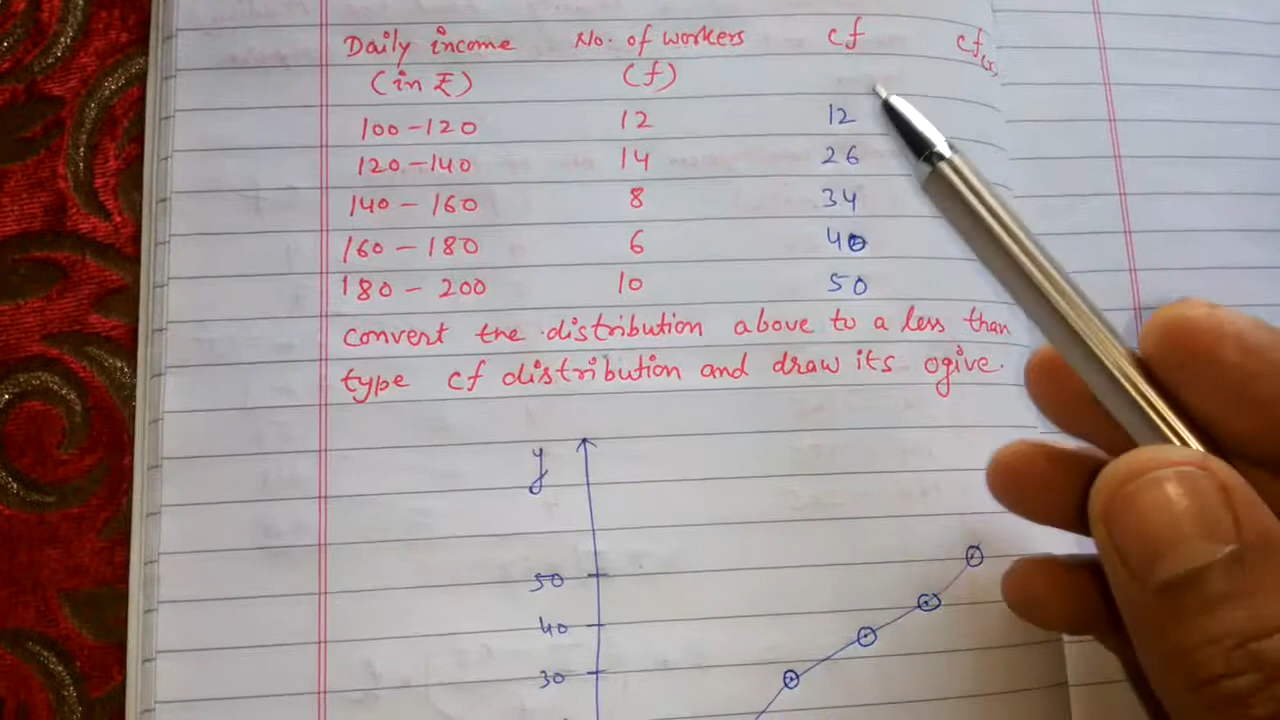 Daily income No. of workers cf cf(x)
(in ₹) (f)
100-120 12 12
120-140 14 26
140-160 8 34
160-180 6 40
180-200 10 50
convert the distribution above to a less than
type cf distribution and draw its ogive.
y
50
40
30